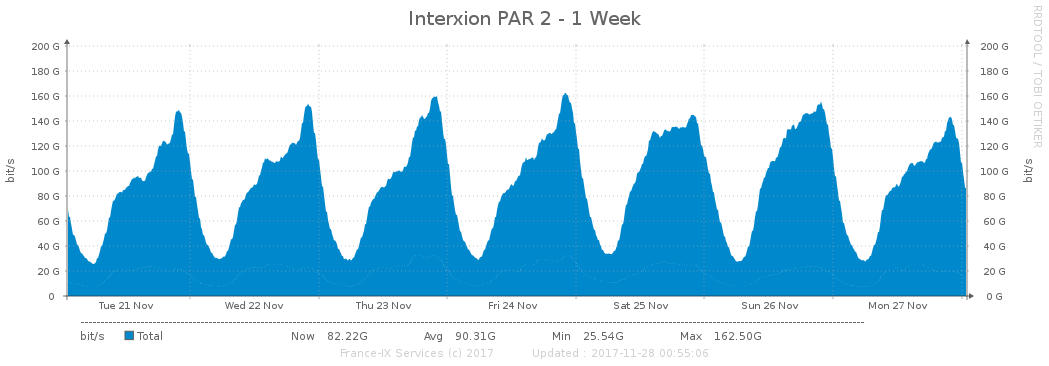 Interxion PAR 2 - 1 Week
RRDTOOL / TOBI OETIKER
200 G 200 G
180 G 180 G
160 G 160 G
140 G 140 G
120 G 120 G
100 G 100 G
80 G 80 G
60 G 60 G
40 G 40 G
20 G 20 G
0 0 G
bit/s
bit/s
Tue 21 Nov Wed 22 Nov Thu 23 Nov Fri 24 Nov Sat 25 Nov Sun 26 Nov Mon 27 Nov
bit/s Total Now 82.22G Avg 90.31G Min 25.54G Max 162.50G
France-IX Services (c) 2017 Updated : 2017-11-28 00:55:06